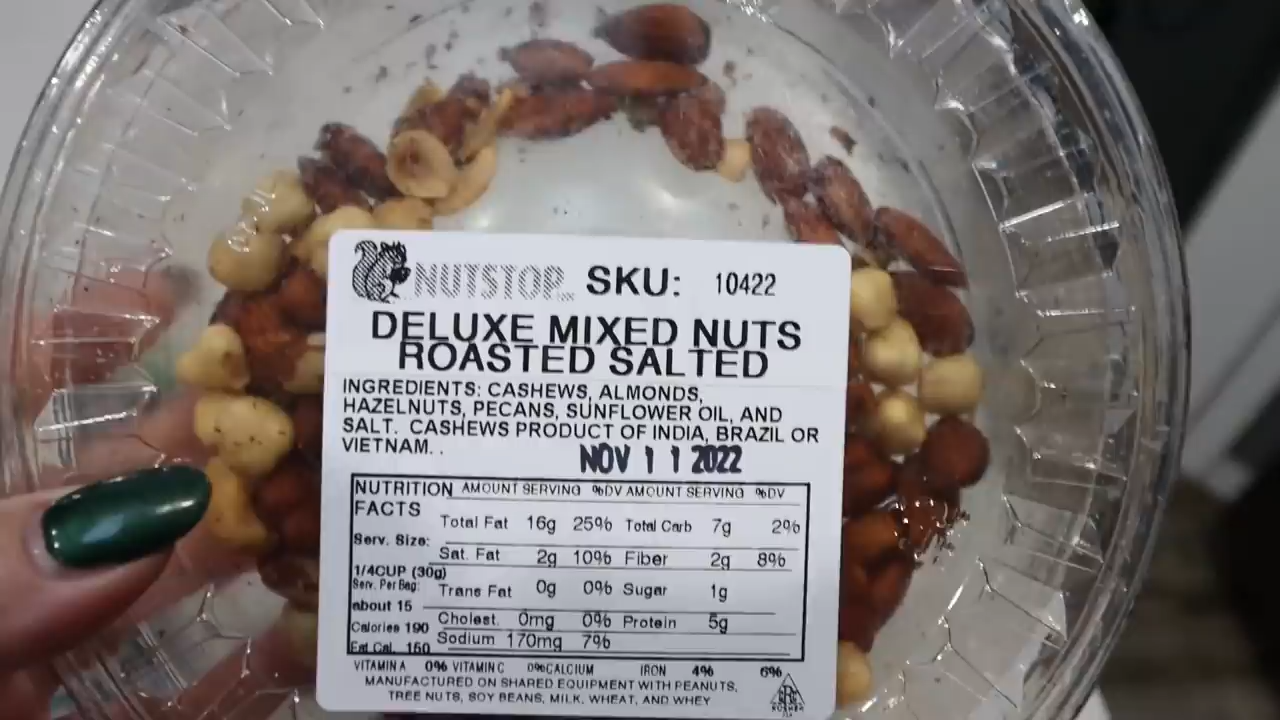 NUTSTOP SKU: 10422
DELUXE MIXED NUTS
ROASTED SALTED
INGREDIENTS: CASHEWS, ALMONDS,
HAZELNUTS, PECANS, SUNFLOWER OIL, AND
SALT. CASHEWS PRODUCT OF INDIA, BRAZIL OR
VIETNAM. .
NOV 1 1 2022
NUTRITION AMOUNT SERVING %DV AMOUNT SERVING %DV
FACTS
Total Fat 16g 25% Total Carb 7g 2%
Serv. Size:
Sat. Fat 2g 10% Fiber 2g 8%
1/4CUP (30g)
Serv. Per Bag: Trans Fat 0g 0% Sugar 1g
about 15
Cholest. 0mg 0% Protein 5g
Calories 190
Sodium 170mg 7%
Fat Cal. 150
VITAMIN A 0% VITAMIN C 0% CALCIUM IRON 4% 6%
MANUFACTURED ON SHARED EQUIPMENT WITH PEANUTS,
TREE NUTS, SOY BEANS, MILK, WHEAT, AND WHEY
KOSHER